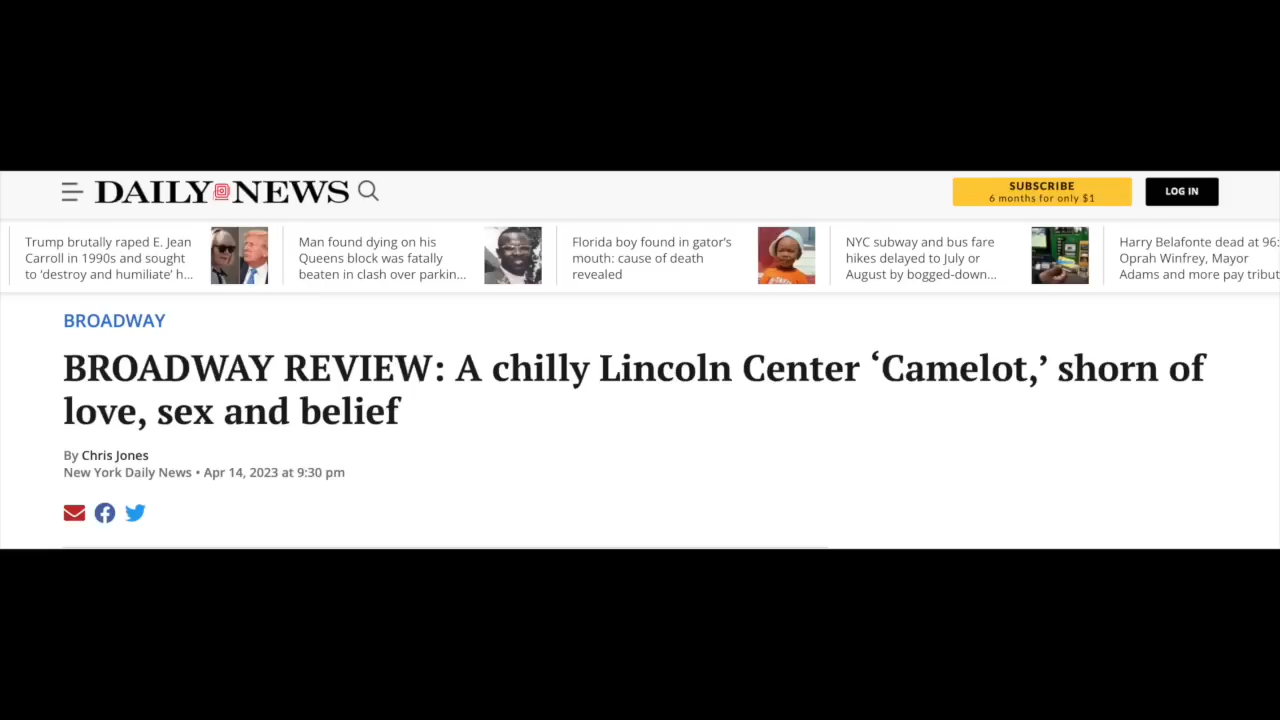 DAILY NEWS
SUBSCRIBE
6 months for only $1
LOG IN
Trump brutally raped E. Jean
Carroll in 1990s and sought
to ‘destroy and humiliate’ h...
Man found dying on his
Queens block was fatally
beaten in clash over parkin...
Florida boy found in gator's
mouth: cause of death
revealed
NYC subway and bus fare
hikes delayed to July or
August by bogged-down...
Harry Belafonte dead at 96:
Oprah Winfrey, Mayor
Adams and more pay tribut
BROADWAY
BROADWAY REVIEW: A chilly Lincoln Center ‘Camelot,’ shorn of
love, sex and belief
By Chris Jones
New York Daily News • Apr 14, 2023 at 9:30 pm